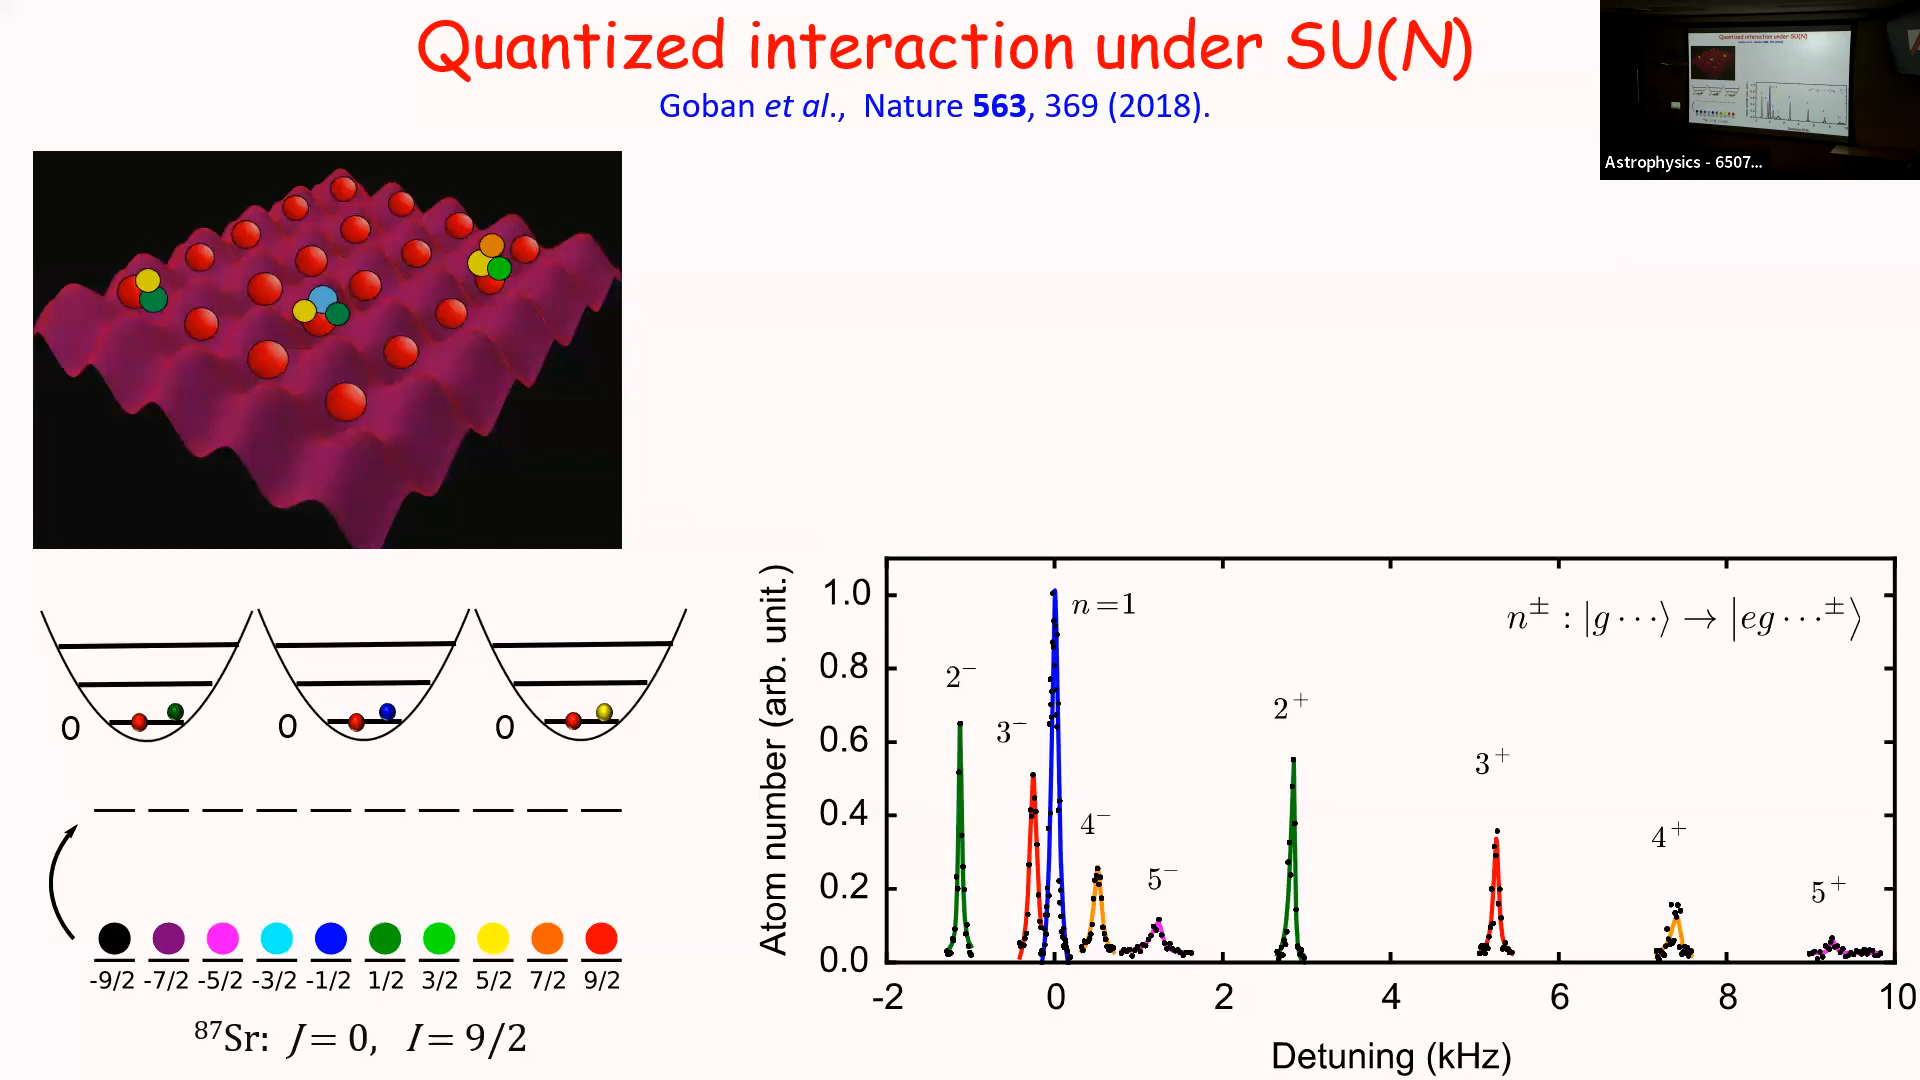 Quantized interaction under SU(N)
Goban et al., Nature 563, 369 (2018).
Astrophysics - 6507...
0
0
0
-9/2 -7/2 -5/2 -3/2 -1/2 1/2 3/2 5/2 7/2 9/2
⁸⁷Sr: J = 0, I = 9/2
Atom number (arb. unit.)
1.0
0.8
0.6
0.4
0.2
0.0
n = 1
n± : |g ⋯⟩ → |eg ⋯±⟩
2⁻
3⁻
4⁻
5⁻
2⁺
3⁺
4⁺
5⁺
-2 0 2 4 6 8 10
Detuning (kHz)